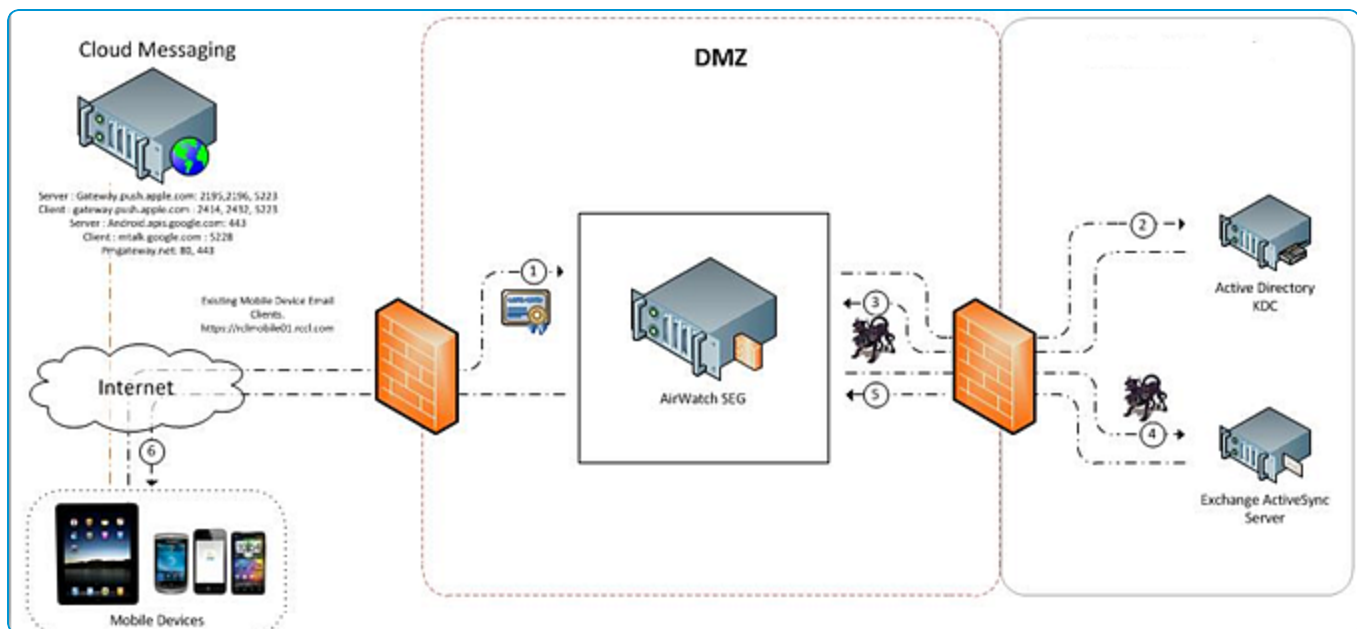 Cloud Messaging
Server : Gateway.push.apple.com: 2195,2196, 5223
Client : gateway.push.apple.com : 2414, 2432, 5223
Server : Android.apis.google.com: 443
Client : mtalk.google.com : 5228
Pmgateway.net: 80, 443
Existing Mobile Device Email
Clients.
https://rclmobile01.rccl.com
Internet
6
Mobile Devices
DMZ
1
AirWatch SEG
2
3
5
4
Active Directory
KDC
Exchange ActiveSync
Server